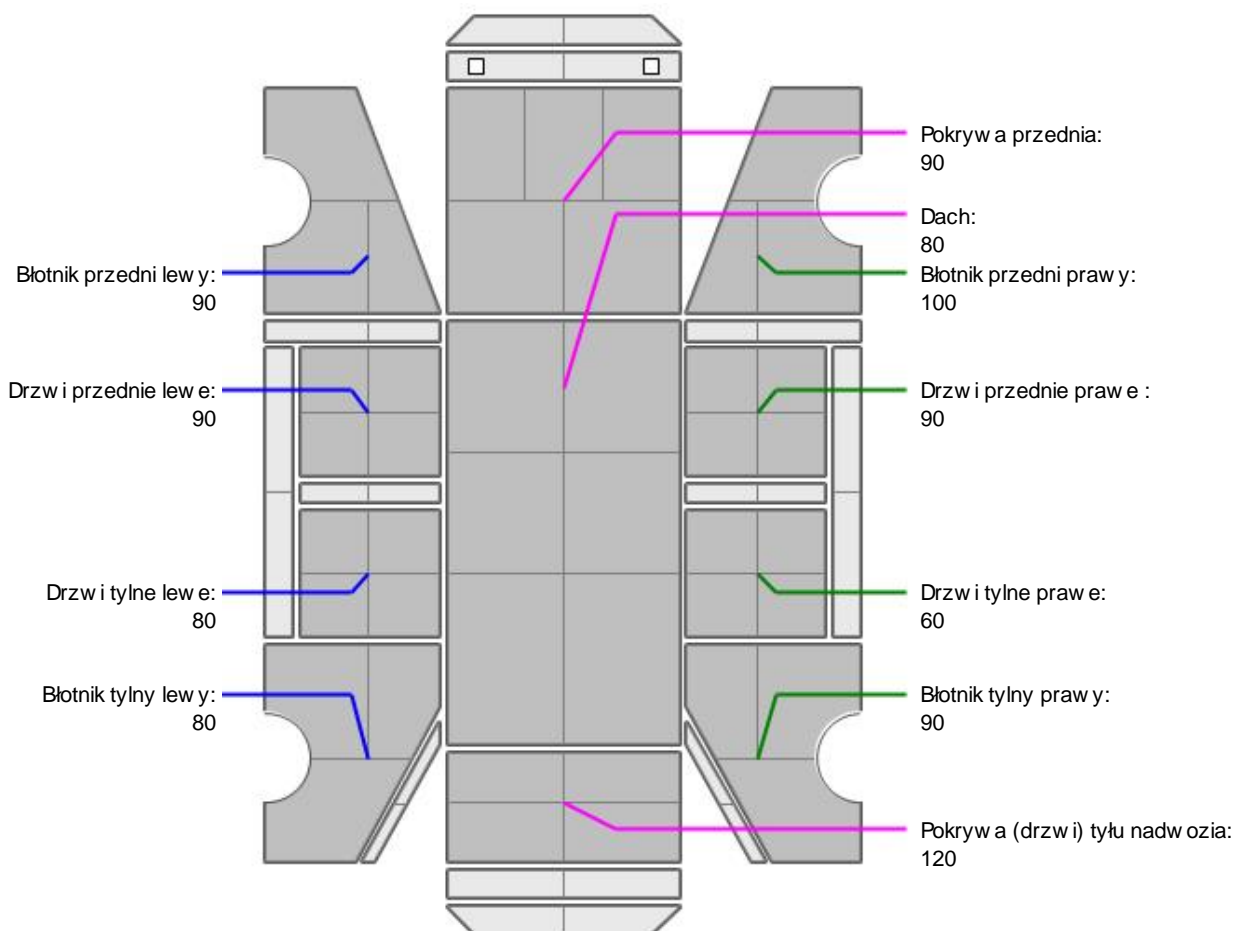 Pokrywa przednia:
90
Dach:
80
Błotnik przedni lewy:
90
Błotnik przedni prawy:
100
Drzwi przednie lewe:
90
Drzwi przednie prawe :
90
Drzwi tylne lewe:
80
Drzwi tylne prawe:
60
Błotnik tylny lewy:
80
Błotnik tylny prawy:
90
Pokrywa (drzwi) tyłu nadwozia:
120